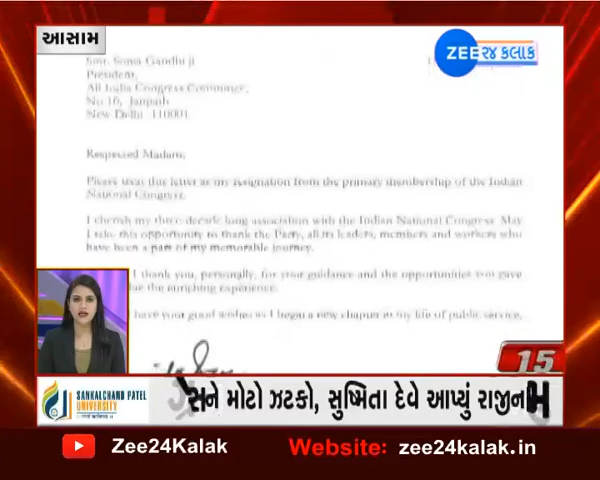 આસામ
ZEE ૨૪ કલાક
Smt. Sonia Gandhi ji
President,
All India Congress Committee,
No 10, Janpath
New Delhi 110001
Respected Madam,
Please treat this letter as my resignation from the primary membership of the Indian
National Congress.
I cherish my three-decade long association with the Indian National Congress. May
I take this opportunity to thank the Party, all its leaders, members and workers who
have been a part of my memorable journey.
I thank you, personally, for your guidance and the opportunities you gave
the enriching experience.
have your good wishes as I begin a new chapter in my life of public service.
15
SANKALCHAND PATEL
UNIVERSITY
સને મોટો ઝટકો, સુષ્મિતા દેવે આપ્યું રાજીનામ
Zee24Kalak Website: zee24kalak.in